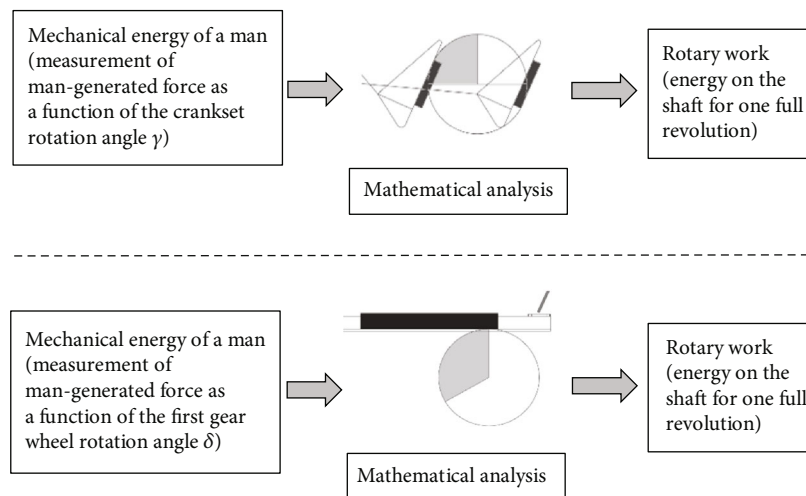 Mechanical energy of a man
(measurement of
man-generated force as
a function of the crankset
rotation angle γ)
Mathematical analysis
Rotary work
(energy on the
shaft for one full
revolution)
Mechanical energy of a man
(measurement of
man-generated force as
a function of the first gear
wheel rotation angle δ)
Mathematical analysis
Rotary work
(energy on the
shaft for one full
revolution)